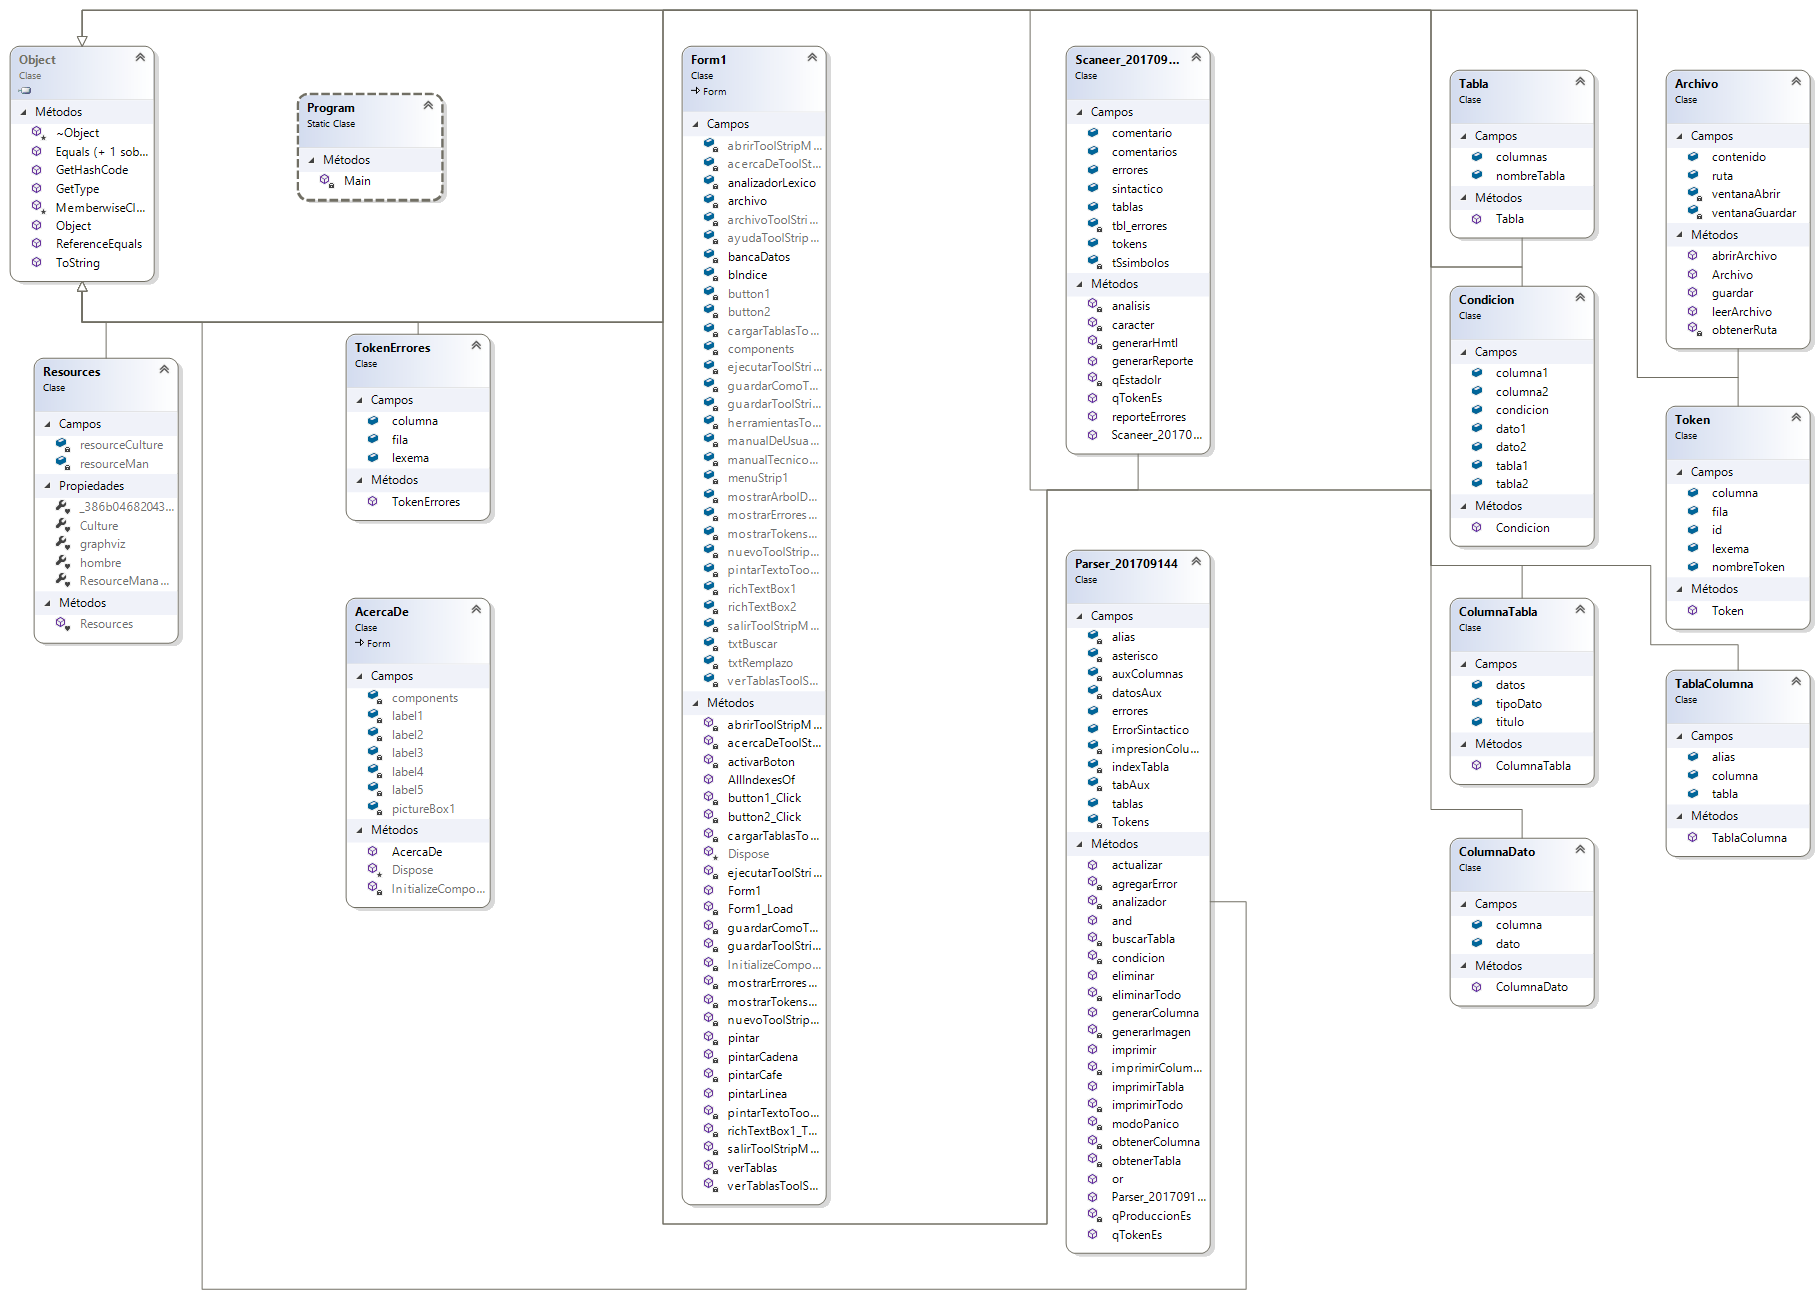 Object
Clase
Métodos
~Object
Equals (+ 1 sob...
GetHashCode
GetType
MemberwiseCl...
Object
ReferenceEquals
ToString
Resources
Clase
Campos
resourceCulture
resourceMan
Propiedades
_386b04682043...
Culture
graphviz
hombre
ResourceMana...
Métodos
Resources
Program
Static Clase
Métodos
Main
TokenErrores
Clase
Campos
columna
fila
lexema
Métodos
TokenErrores
AcercaDe
Clase
Form
Campos
components
label1
label2
label3
label4
label5
pictureBox1
Métodos
AcercaDe
Dispose
InitializeCompo...
Form1
Clase
Form
Campos
abrirToolStripM...
acercaDeToolSt...
analizadorLexico
archivo
archivoToolStri...
ayudaToolStrip...
bancaDatos
bIndice
button1
button2
cargarTablasTo...
components
ejecutarToolStri...
guardarComoT...
guardarToolStri...
herramientasTo...
manualDeUsua...
manualTecnico...
menuStrip1
mostrarArbolD...
mostrarErrores...
mostrarTokens...
nuevoToolStrip...
pintarTextoToo...
richTextBox1
richTextBox2
salirToolStripM...
txtBuscar
txtRemplazo
verTablasToolS...
Métodos
abrirToolStripM...
acercaDeToolSt...
activarBoton
AllIndexesOf
button1_Click
button2_Click
cargarTablasTo...
Dispose
ejecutarToolStri...
Form1
Form1_Load
guardarComoT...
guardarToolStri...
InitializeCompo...
mostrarErrores...
mostrarTokens...
nuevoToolStrip...
pintar
pintarCadena
pintarCafe
pintarLinea
pintarTextoToo...
richTextBox1_T...
salirToolStripM...
verTablas
verTablasToolS...
Scaneer_201709...
Clase
Campos
comentario
comentarios
errores
sintactico
tablas
tbl_errores
tokens
tSsimbolos
Métodos
analisis
caracter
generarHmtl
generarReporte
qEstadoIr
qTokenEs
reporteErrores
Scaneer_20170...
Parser_201709144
Clase
Campos
alias
asterisco
auxColumnas
datosAux
errores
ErrorSintactico
impresionColu...
indexTabla
tabAux
tablas
Tokens
Métodos
actualizar
agregarError
analizador
and
buscarTabla
condicion
eliminar
eliminarTodo
generarColumna
generarImagen
imprimir
imprimirColum...
imprimirTabla
imprimirTodo
modoPanico
obtenerColumna
obtenerTabla
or
Parser_2017091...
qProduccionEs
qTokenEs
Tabla
Clase
Campos
columnas
nombreTabla
Métodos
Tabla
Condicion
Clase
Campos
columna1
columna2
condicion
dato1
dato2
tabla1
tabla2
Métodos
Condicion
ColumnaTabla
Clase
Campos
datos
tipoDato
titulo
Métodos
ColumnaTabla
ColumnaDato
Clase
Campos
columna
dato
Métodos
ColumnaDato
Archivo
Clase
Campos
contenido
ruta
ventanaAbrir
ventanaGuardar
Métodos
abrirArchivo
Archivo
guardar
leerArchivo
obtenerRuta
Token
Clase
Campos
columna
fila
id
lexema
nombreToken
Métodos
Token
TablaColumna
Clase
Campos
alias
columna
tabla
Métodos
TablaColumna